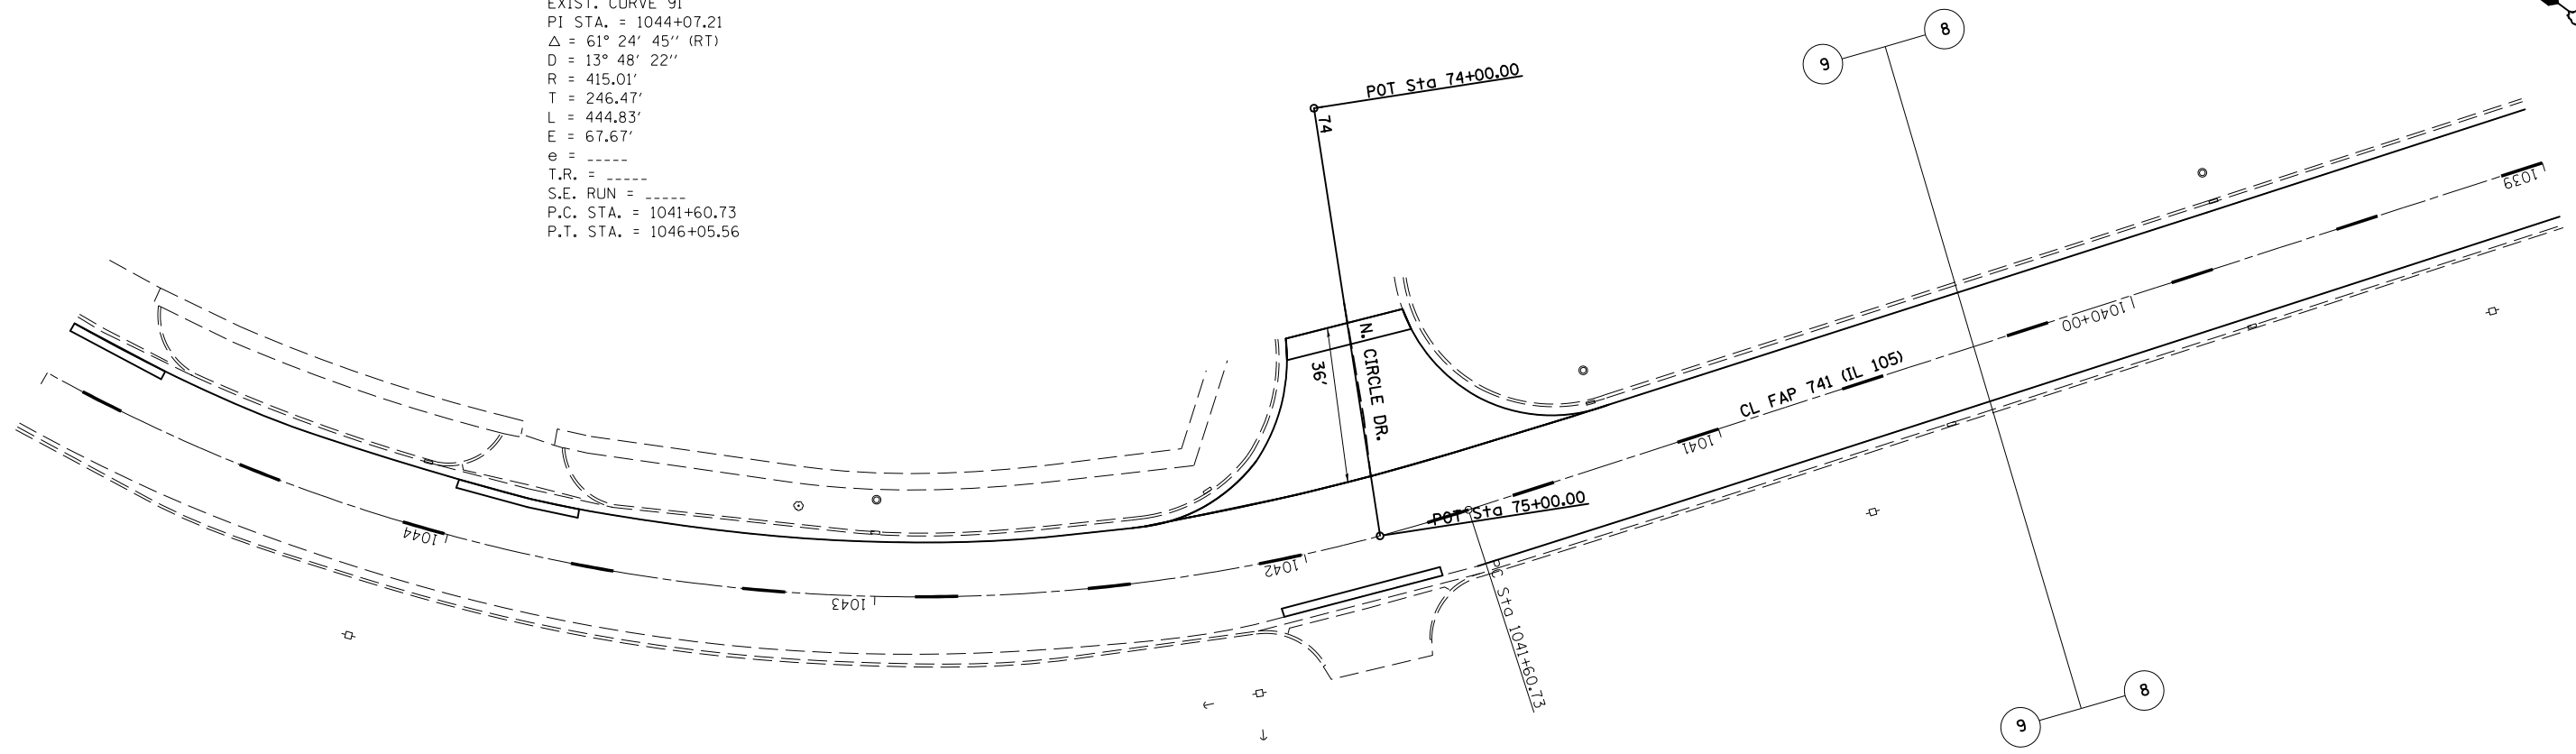 EXIST. CURVE 91
PI STA. = 1044+07.21
△ = 61° 24' 45'' (RT)
D = 13° 48' 22''
R = 415.01'
T = 246.47'
L = 444.83'
E = 67.67'
e = _____
T.R. = _____
S.E. RUN = _____
P.C. STA. = 1041+60.73
P.T. STA. = 1046+05.56
POT Sta 74+00.00
74
9
8
1039
1040+00
N. CIRCLE DR.
36'
CL FAP 741 (IL 105)
1041
POT Sta 75+00.00
1044
1042
1043
PC Sta 1041+60.73
9
8